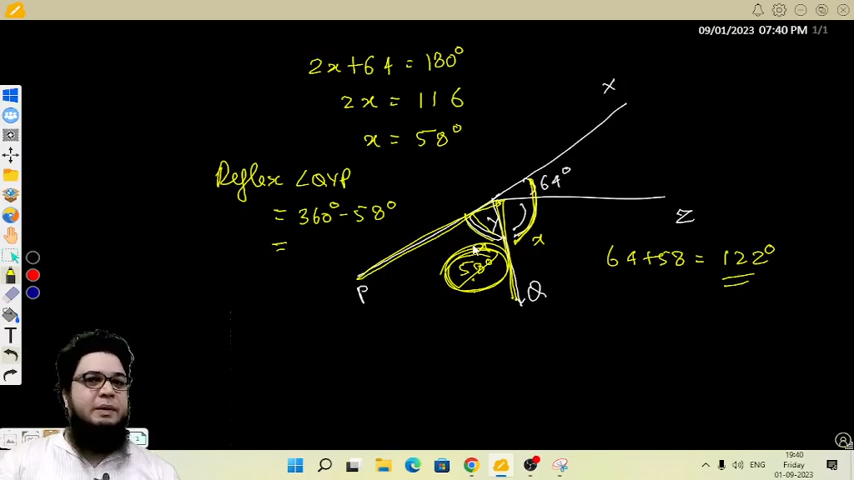 09/01/2023 07:40 PM 1/1
2x+64 = 180°
2x = 116
x = 58°
Reflex ∠QYP
= 360° - 58°
=
X
64°
Z
Y
x
58°
P
Q
64+58 = 122°
T
1
ENG
19:40
Friday
01-09-2023